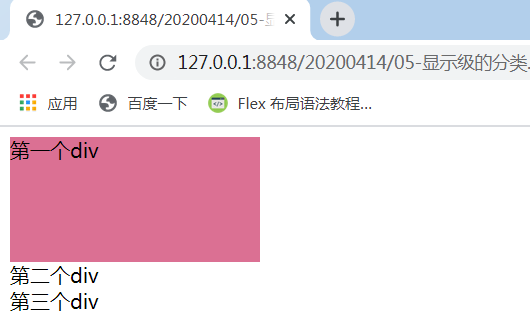 127.0.0.1:8848/20200414/05-显
127.0.0.1:8848/20200414/05-显示级的分类.
应用 百度一下 Flex 布局语法教程...
第一个div
第二个div
第三个div